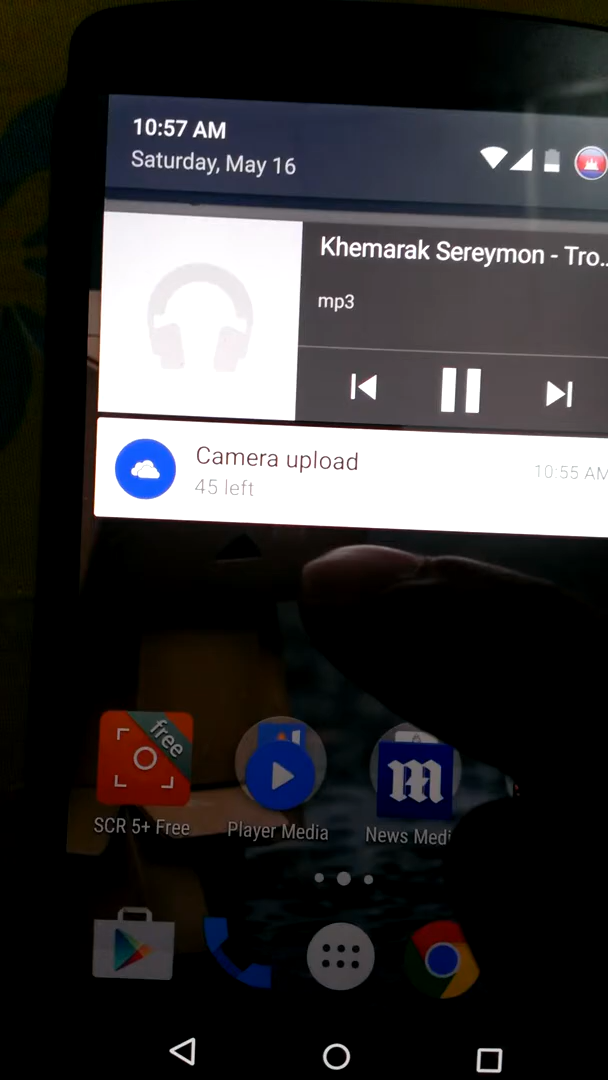 10:57 AM
Saturday, May 16
Khemarak Sereymon - Tro..
mp3
Camera upload
10:55 AM
45 left
free
SCR 5+ Free
Player Media
News Medi